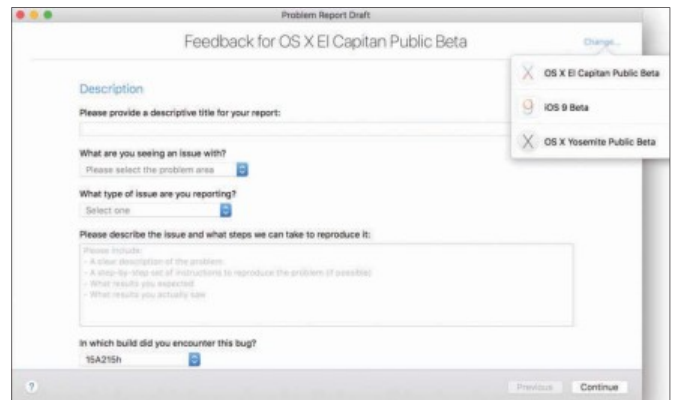 Problem Report Draft
Feedback for OS X El Capitan Public Beta
Change...
OS X El Capitan Public Beta
iOS 9 Beta
OS X Yosemite Public Beta
Description
Please provide a descriptive title for your report:
What are you seeing an issue with?
Please select the problem area
What type of issue are you reporting?
Select one
Please describe the issue and what steps we can take to reproduce it:
Please include:
- A clear description of the problem
- A step-by-step set of instructions to reproduce the problem (if possible)
- What results you expected
- What results you actually saw
In which build did you encounter this bug?
15A215h
?
Previous
Continue